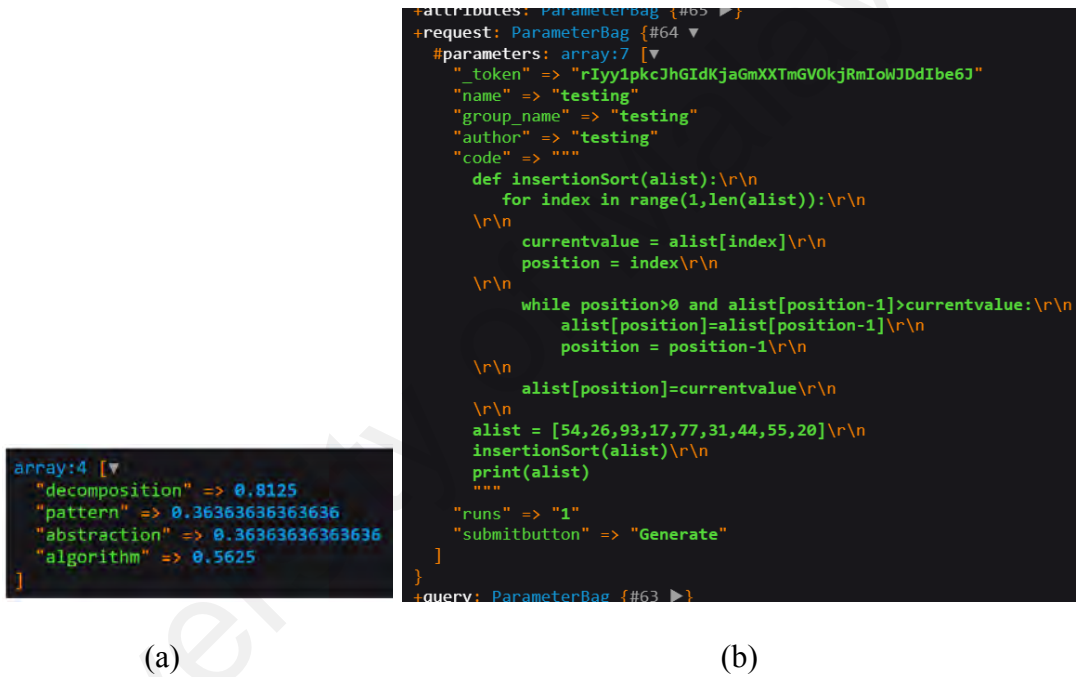 +attributes: ParameterBag {#65 ▶}
+request: ParameterBag {#64 ▼
#parameters: array:7 [▼
"_token" => "rIyy1pkcJhGIdKjaGmXXTmGVOkjRmIoWJDdIbe6J"
"name" => "testing"
"group_name" => "testing"
"author" => "testing"
"code" => """
def insertionSort(alist):\r\n
for index in range(1,len(alist)):\r\n
\r\n
currentvalue = alist[index]\r\n
position = index\r\n
\r\n
while position>0 and alist[position-1]>currentvalue:\r\n
alist[position]=alist[position-1]\r\n
position = position-1\r\n
\r\n
alist[position]=currentvalue\r\n
\r\n
alist = [54,26,93,17,77,31,44,55,20]\r\n
insertionSort(alist)\r\n
print(alist)
"""
"runs" => "1"
"submitbutton" => "Generate"
]
}
+query: ParameterBag {#63 ▶}
array:4 [▼
"decomposition" => 0.8125
"pattern" => 0.36363636363636
"abstraction" => 0.36363636363636
"algorithm" => 0.5625
]
(a)
(b)